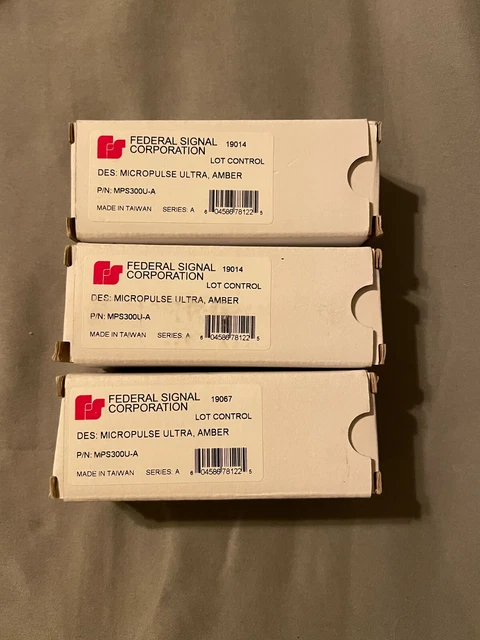 FEDERAL SIGNAL 19014
CORPORATION
LOT CONTROL
DES: MICROPULSE ULTRA, AMBER
P/N: MPS300U-A
MADE IN TAIWAN SERIES: A 6 04586 78122 5
FEDERAL SIGNAL 19014
CORPORATION
LOT CONTROL
DES: MICROPULSE ULTRA, AMBER
P/N: MPS300U-A
MADE IN TAIWAN SERIES: A 6 04586 78122 5
FEDERAL SIGNAL 19067
CORPORATION
LOT CONTROL
DES: MICROPULSE ULTRA, AMBER
P/N: MPS300U-A
MADE IN TAIWAN SERIES: A 6 04586 78122 5